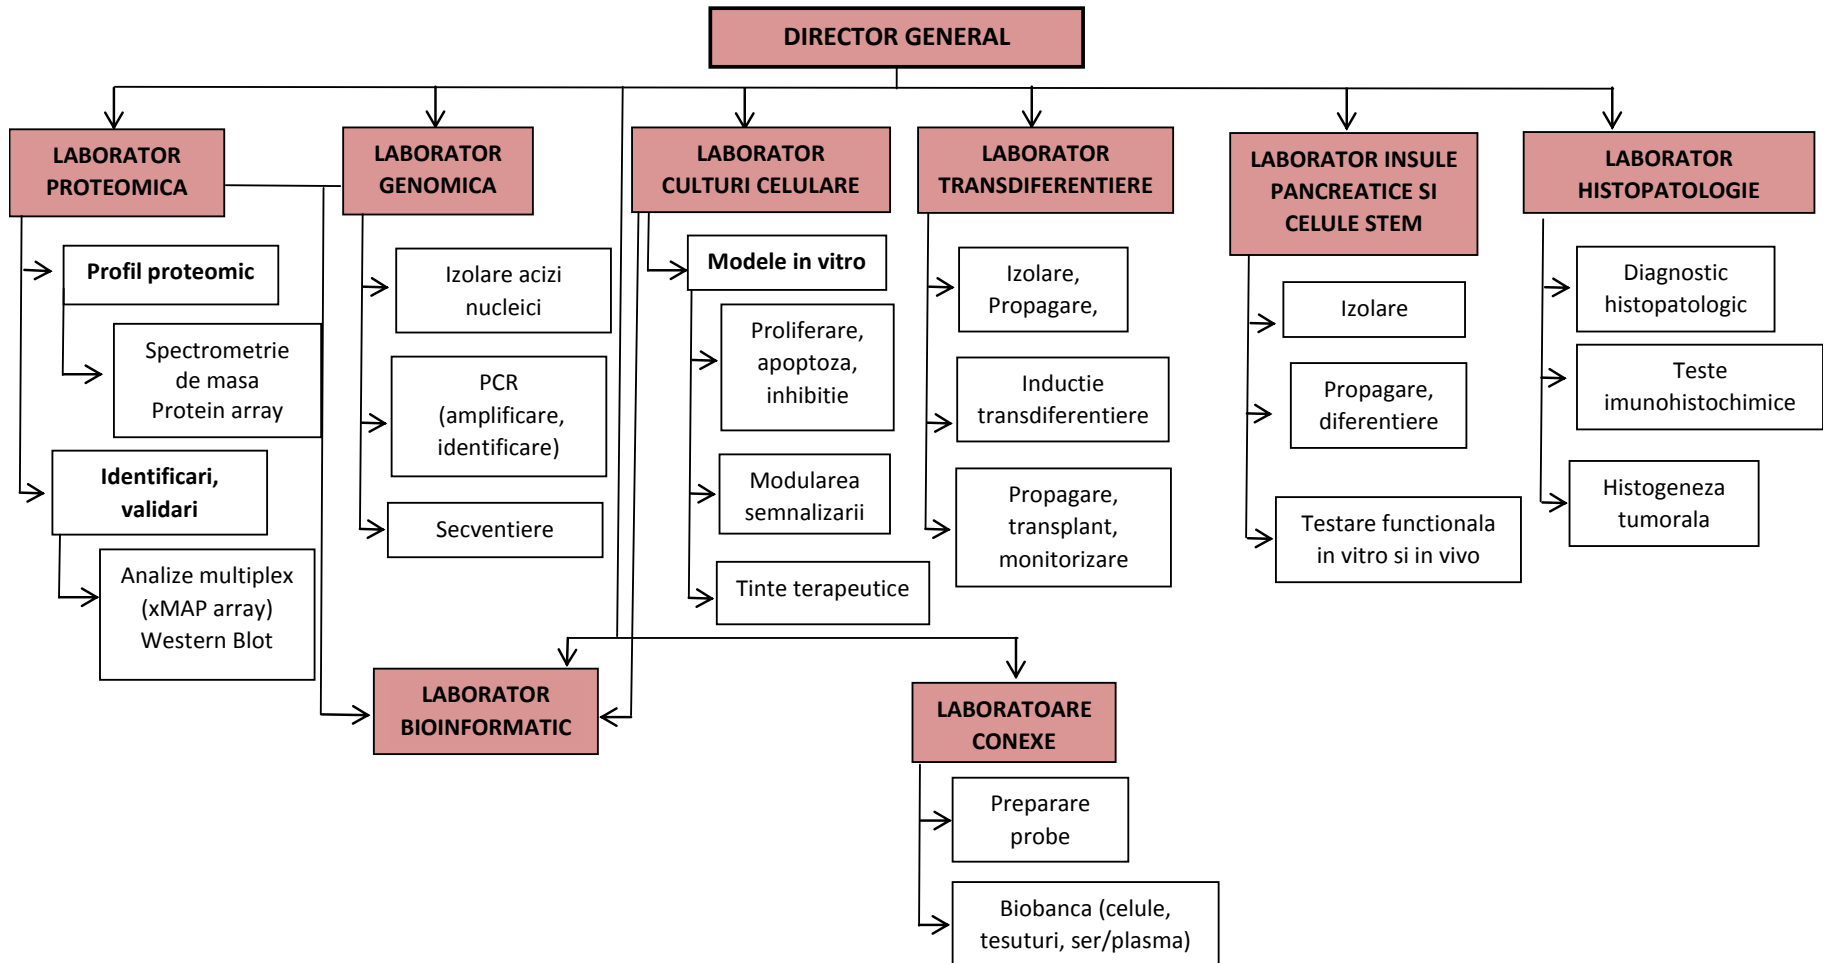 DIRECTOR GENERAL
LABORATOR
PROTEOMICA
Profil proteomic
Spectrometrie
de masa
Protein array
Identificari,
validari
Analize multiplex
(xMAP array)
Western Blot
LABORATOR
GENOMICA
Izolare acizi
nucleici
PCR
(amplificare,
identificare)
Secventiere
LABORATOR
CULTURI CELULARE
Modele in vitro
Proliferare,
apoptoza,
inhibitie
Modularea
semnalizarii
Tinte terapeutice
LABORATOR
TRANSDIFERENTIERE
Izolare,
Propagare,
Inductie
transdiferentiere
Propagare,
transplant,
monitorizare
LABORATOR INSULE
PANCREATICE SI
CELULE STEM
Izolare
Propagare,
diferentiere
Testare functionala
in vitro si in vivo
LABORATOR
HISTOPATOLOGIE
Diagnostic
histopatologic
Teste
imunohistochimice
Histogeneza
tumorala
LABORATOR
BIOINFORMATIC
LABORATOARE
CONEXE
Preparare
probe
Biobanca (celule,
tesuturi, ser/plasma)